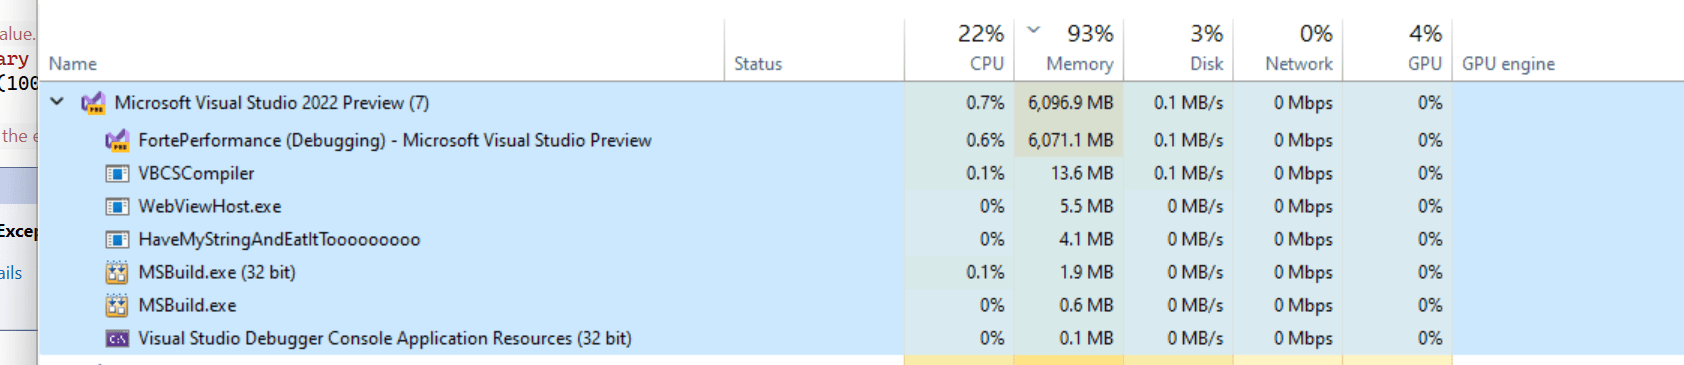 22% 93% 3% 0% 4%
Name Status CPU Memory Disk Network GPU GPU engine
Microsoft Visual Studio 2022 Preview (7) 0.7% 6,096.9 MB 0.1 MB/s 0 Mbps 0%
FortePerformance (Debugging) - Microsoft Visual Studio Preview 0.6% 6,071.1 MB 0.1 MB/s 0 Mbps 0%
VBCSCompiler 0.1% 13.6 MB 0.1 MB/s 0 Mbps 0%
WebViewHost.exe 0% 5.5 MB 0 MB/s 0 Mbps 0%
HaveMyStringAndEatItTooooooooo 0% 4.1 MB 0 MB/s 0 Mbps 0%
MSBuild.exe (32 bit) 0.1% 1.9 MB 0 MB/s 0 Mbps 0%
MSBuild.exe 0% 0.6 MB 0 MB/s 0 Mbps 0%
Visual Studio Debugger Console Application Resources (32 bit) 0% 0.1 MB 0 MB/s 0 Mbps 0%
alue.
ary
(100
the e
Excep
ails